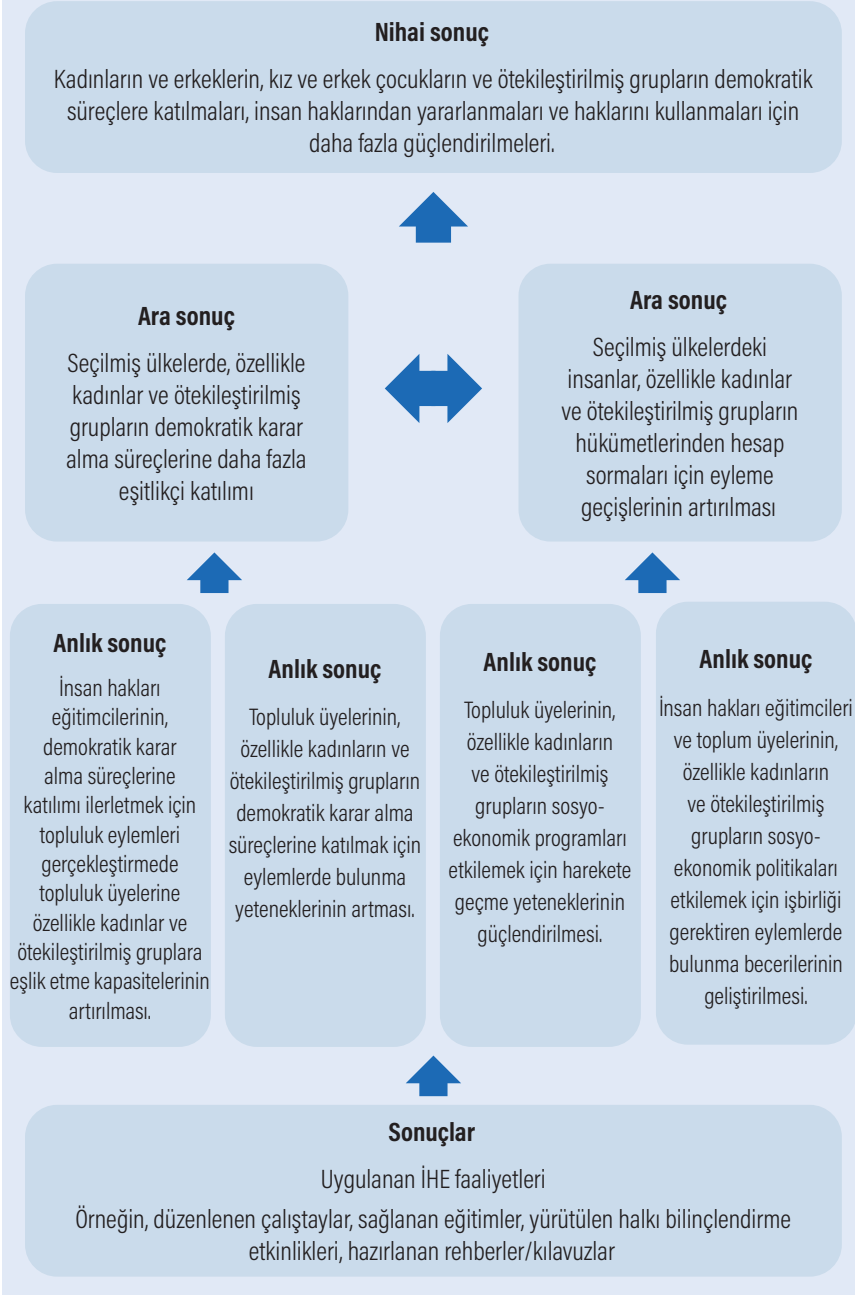 Nihai sonuç
Kadınların ve erkeklerin, kız ve erkek çocukların ve ötekileştirilmiş grupların demokratik
süreçlere katılmaları, insan haklarından yararlanmaları ve haklarını kullanmaları için
daha fazla güçlendirilmeleri.
Ara sonuç
Seçilmiş ülkelerde, özellikle
kadınlar ve ötekileştirilmiş
grupların demokratik karar
alma süreçlerine daha fazla
eşitlikçi katılımı
Ara sonuç
Seçilmiş ülkelerdeki
insanlar, özellikle kadınlar
ve ötekileştirilmiş grupların
hükümetlerinden hesap
sormaları için eyleme
geçişlerinin artırılması
Anlık sonuç
İnsan hakları
eğitimcilerinin,
demokratik karar
alma süreçlerine
katılımı ilerletmek için
topluluk eylemleri
gerçekleştirmede
topluluk üyelerine
özellikle kadınlar ve
ötekileştirilmiş gruplara
eşlik etme kapasitelerinin
artırılması.
Anlık sonuç
Topluluk üyelerinin,
özellikle kadınların ve
ötekileştirilmiş grupların
demokratik karar alma
süreçlerine katılmak için
eylemlerde bulunma
yeteneklerinin artması.
Anlık sonuç
Topluluk üyelerinin,
özellikle kadınların
ve ötekileştirilmiş
grupların sosyo-
ekonomik programları
etkilemek için harekete
geçme yeteneklerinin
güçlendirilmesi.
Anlık sonuç
İnsan hakları eğitimcileri
ve toplum üyelerinin,
özellikle kadınların
ve ötekileştirilmiş
grupların sosyo-
ekonomik politikaları
etkilemek için işbirliği
gerektiren eylemlerde
bulunma becerilerinin
geliştirilmesi.
Sonuçlar
Uygulanan İHE faaliyetleri
Örneğin, düzenlenen çalıştaylar, sağlanan eğitimler, yürütülen halkı bilinçlendirme
etkinlikleri, hazırlanan rehberler/kılavuzlar